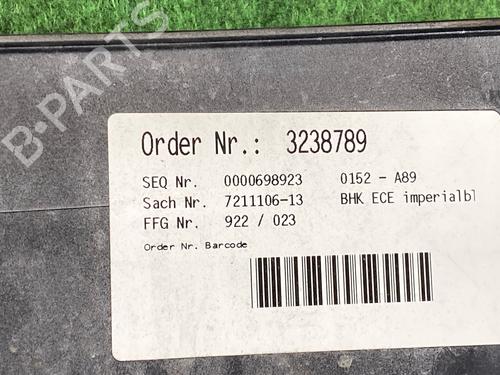 B-PARTS
Order Nr.: 3238789
SEQ Nr. 0000698923 0152 - A89
Sach Nr. 7211106-13 BHK ECE imperialbl
FFG Nr. 922 / 023
Order Nr. Barcode